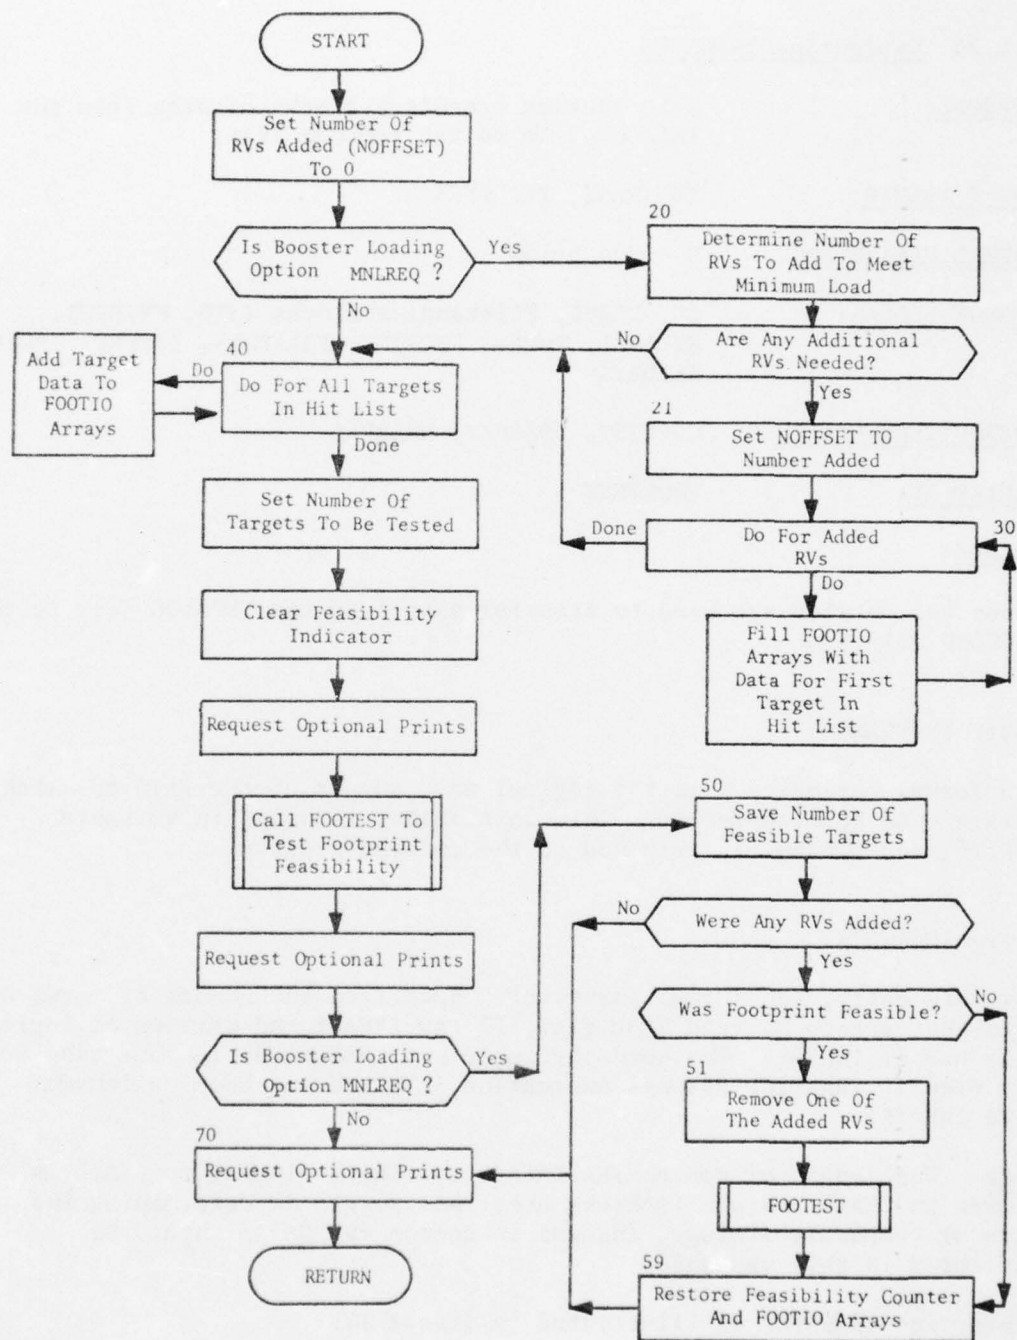 START
Set Number Of
RVs Added (NOFFSET)
To 0
Is Booster Loading
Option MNLREQ ?
Yes
No
20
Determine Number Of
RVs To Add To Meet
Minimum Load
Are Any Additional
RVs Needed?
No
Yes
21
Set NOFFSET TO
Number Added
Do For Added
RVs
Done
Do
30
Fill FOOTIO
Arrays With
Data For First
Target In
Hit List
40
Do For All Targets
In Hit List
Do
Add Target
Data To
FOOTIO
Arrays
Done
Set Number Of
Targets To Be Tested
Clear Feasibility
Indicator
Request Optional Prints
Call FOOTEST To
Test Footprint
Feasibility
Request Optional Prints
Is Booster Loading
Option MNLREQ ?
Yes
No
50
Save Number Of
Feasible Targets
Were Any RVs Added?
No
Yes
Was Footprint Feasible?
No
Yes
51
Remove One Of
The Added RVs
FOOTEST
59
Restore Feasibility Counter
And FOOTIO Arrays
70
Request Optional Prints
RETURN